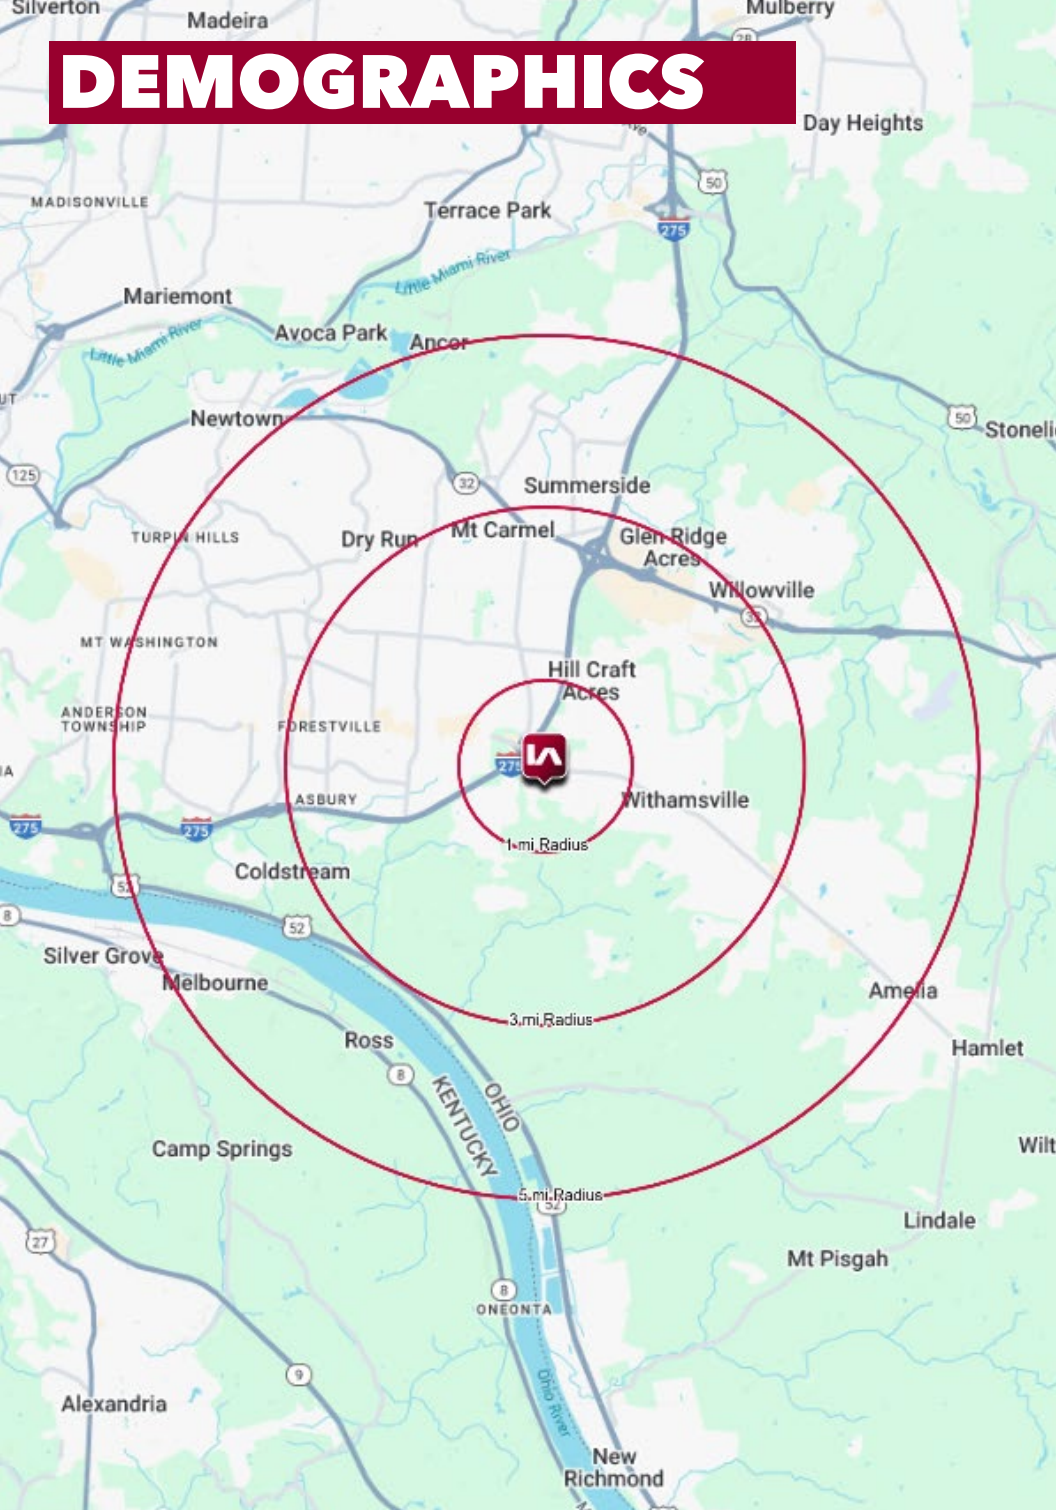 Silverton
Madeira
Mulberry
28
DEMOGRAPHICS
Day Heights
50
MADISONVILLE
Terrace Park
275
Little Miami River
Mariemont
Little Miami River
Avoca Park
Ancor
Newtown
50
125
32
Summerside
TURPIN HILLS
Dry Run
Mt Carmel
Glen Ridge
Acres
Willowville
32
MT WASHINGTON
Hill Craft
Acres
ANDERSON
TOWNSHIP
FORESTVILLE
275
ASBURY
Withamsville
275
275
1 mi Radius
Coldstream
52
8
52
Silver Grove
Melbourne
Amelia
3 mi Radius
Ross
Hamlet
8
OHIO
KENTUCKY
Camp Springs
5 mi Radius
52
Lindale
27
Mt Pisgah
8
ONEONTA
9
Ohio River
Alexandria
New
Richmond